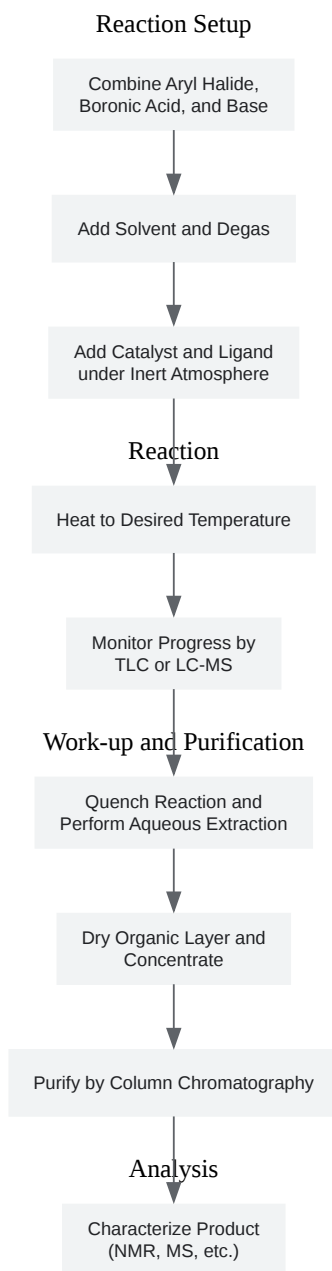 Reaction Setup
Combine Aryl Halide,
Boronic Acid, and Base
Add Solvent and Degas
Add Catalyst and Ligand
under Inert Atmosphere
Reaction
Heat to Desired Temperature
Monitor Progress by
TLC or LC-MS
Work-up and Purification
Quench Reaction and
Perform Aqueous Extraction
Dry Organic Layer and
Concentrate
Purify by Column Chromatography
Analysis
Characterize Product
(NMR, MS, etc.)